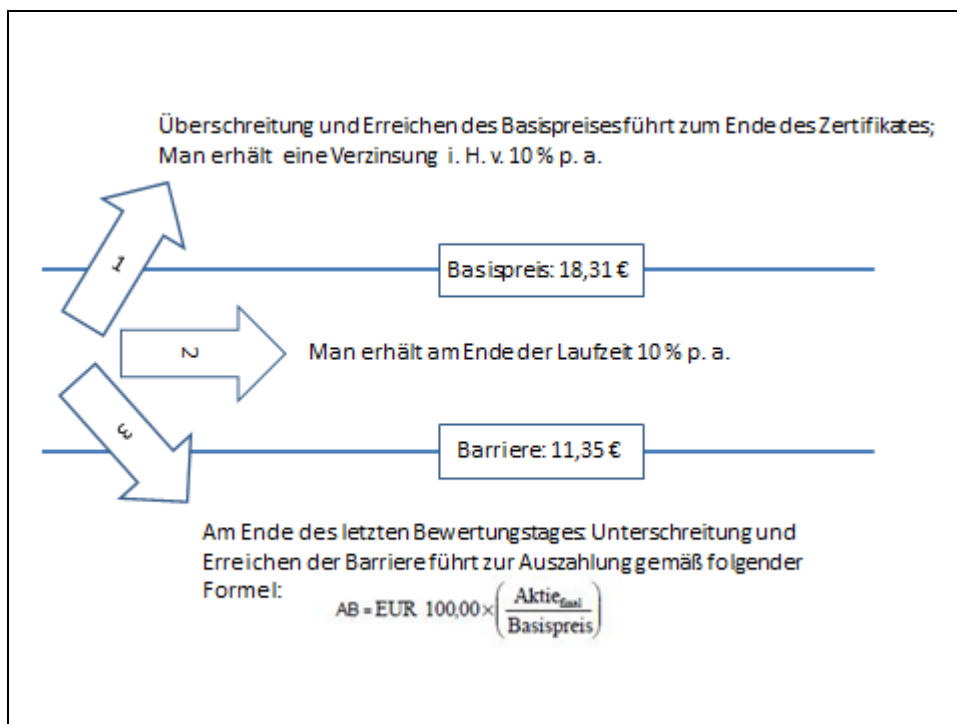 Überschreitung und Erreichen des Basispreises führt zum Ende des Zertifikates;
Man erhält eine Verzinsung i. H. v. 10 % p. a.
1
Basispreis: 18,31 €
2
Man erhält am Ende der Laufzeit 10 % p. a.
3
Barriere: 11,35 €
Am Ende des letzten Bewertungstages: Unterschreitung und
Erreichen der Barriere führt zur Auszahlung gemäß folgender
Formel:
AB = EUR 100,00 × (Aktie_final / Basispreis)